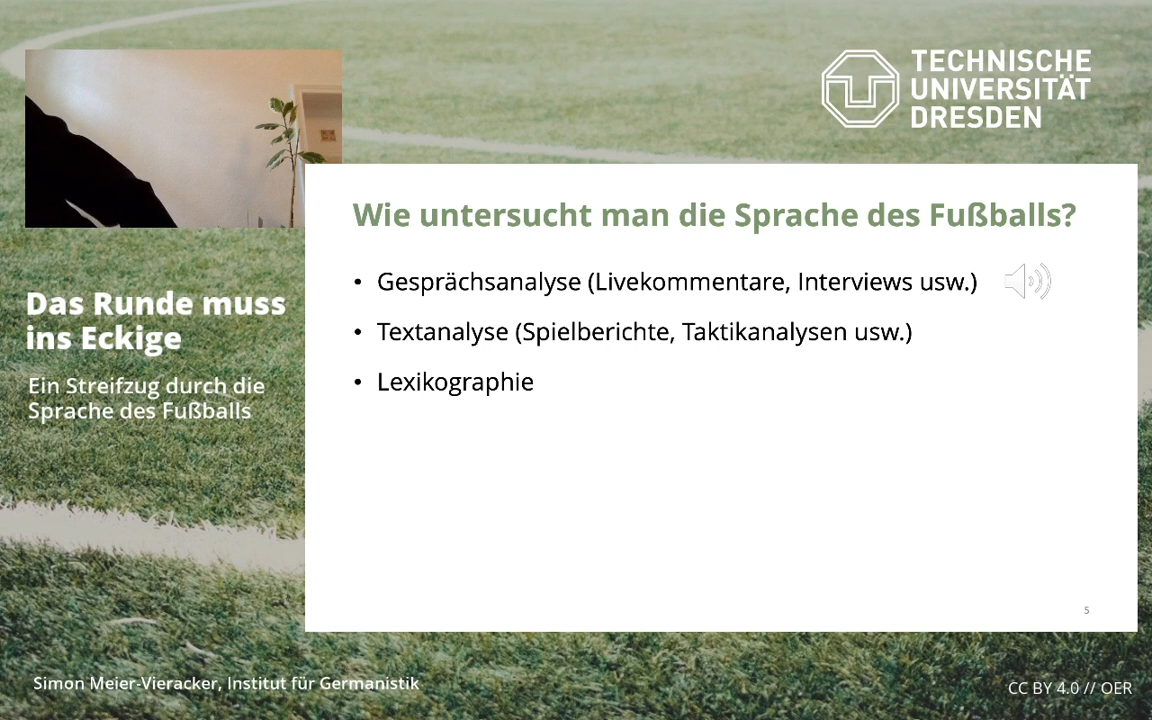 TECHNISCHE
UNIVERSITÄT
DRESDEN
Wie untersucht man die Sprache des Fußballs?
• Gesprächsanalyse (Livekommentare, Interviews usw.)
• Textanalyse (Spielberichte, Taktikanalysen usw.)
• Lexikographie
Das Runde muss
ins Eckige
Ein Streifzug durch die
Sprache des Fußballs
5
Simon Meier-Vieracker, Institut für Germanistik
CC BY 4.0 // OER